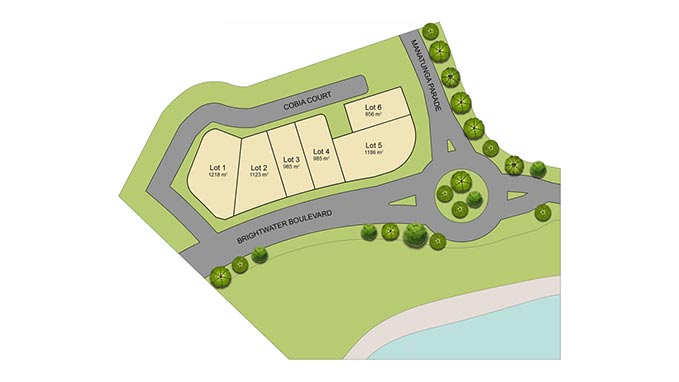 MANATUNGA PARADE
COBIA COURT
Lot 6
856 m²
Lot 1
1218 m²
Lot 2
1123 m²
Lot 3
985 m²
Lot 4
985 m²
Lot 5
1186 m²
BRIGHTWATER BOULEVARD